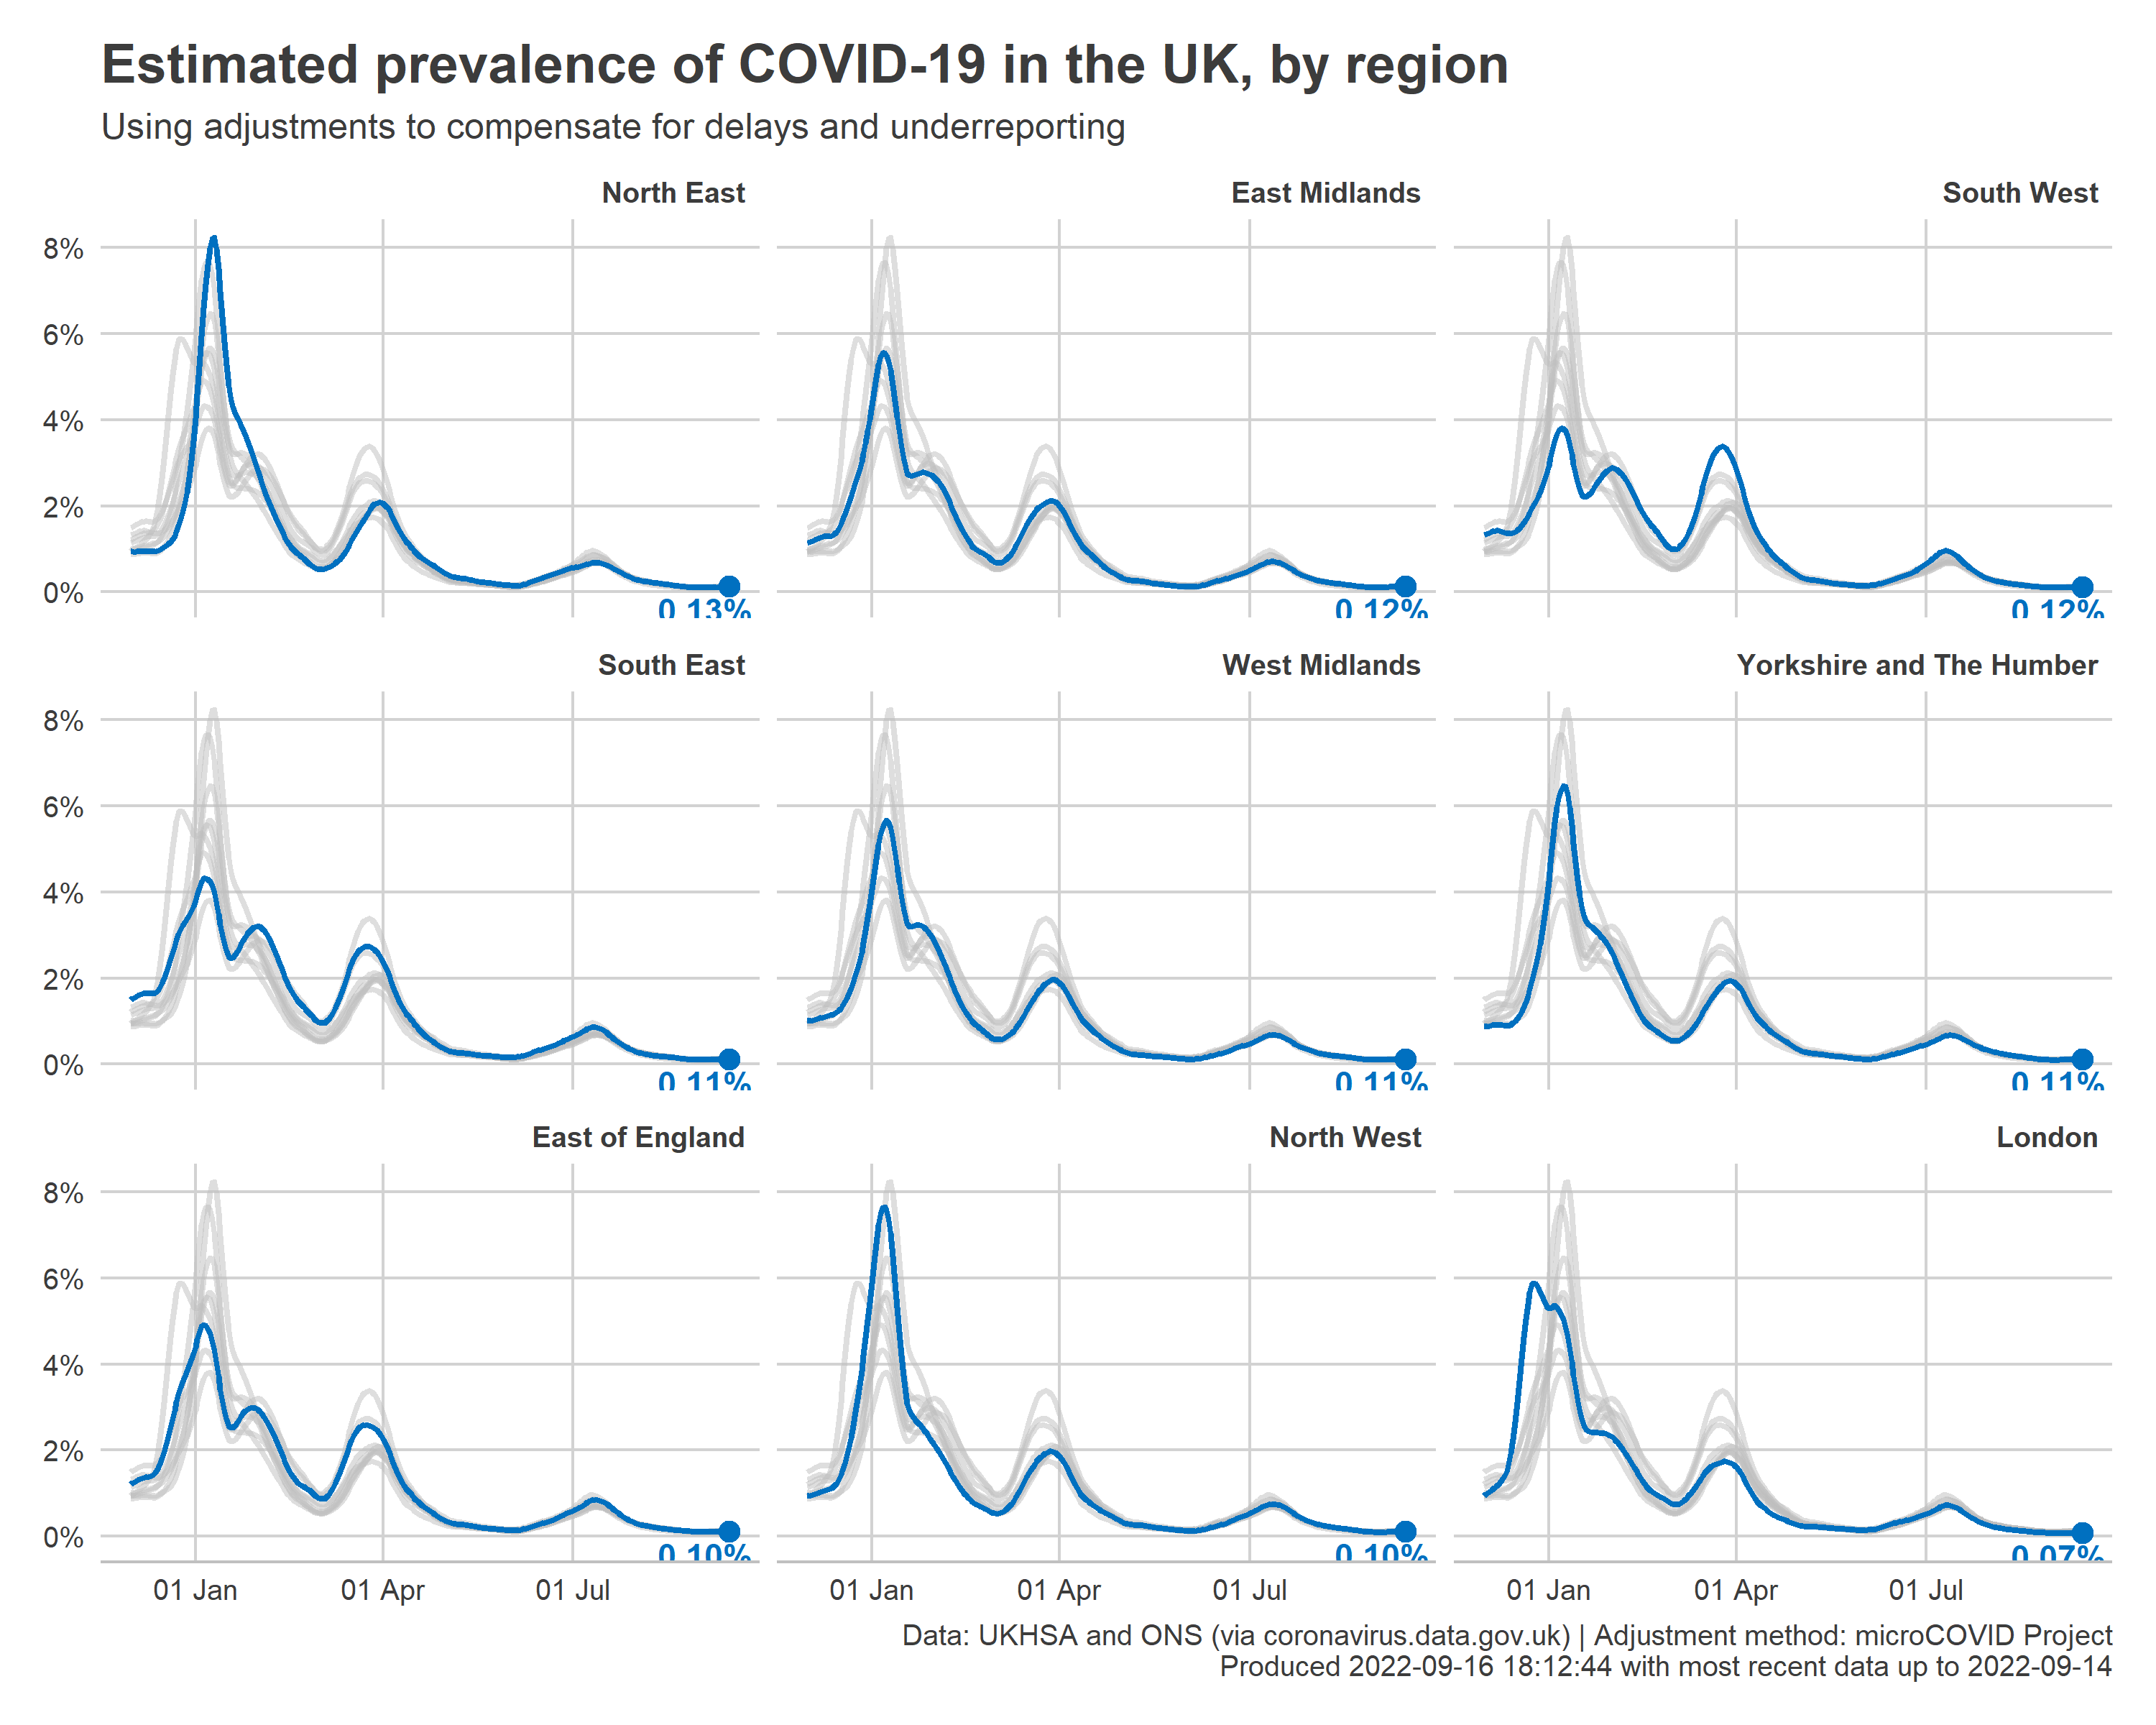 Estimated prevalence of COVID-19 in the UK, by region
Using adjustments to compensate for delays and underreporting
North East
East Midlands
South West
8%
6%
4%
2%
0%
0.13%
0.12%
0.12%
South East
West Midlands
Yorkshire and The Humber
8%
6%
4%
2%
0%
0.11%
0.11%
0.11%
East of England
North West
London
8%
6%
4%
2%
0%
0.10%
0.10%
0.07%
01 Jan 01 Apr 01 Jul
01 Jan 01 Apr 01 Jul
01 Jan 01 Apr 01 Jul
Data: UKHSA and ONS (via coronavirus.data.gov.uk) | Adjustment method: microCOVID Project
Produced 2022-09-16 18:12:44 with most recent data up to 2022-09-14